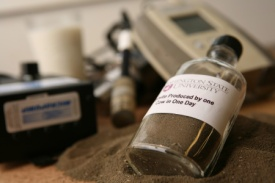 STATE
UNIVERSITY
Produced by one
Cow in One Day